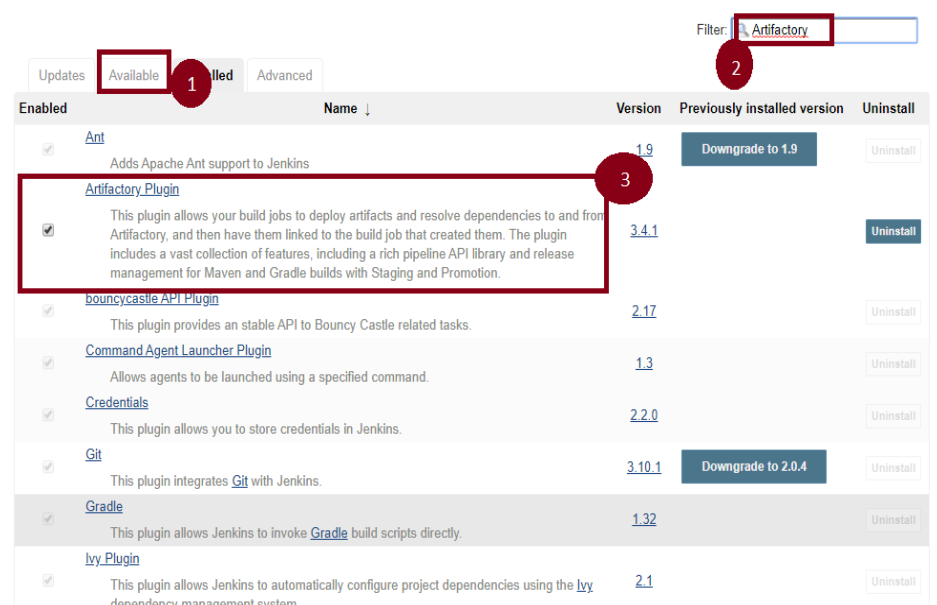 Filter: Artifactory
2
Updates Available 1 lled Advanced
Enabled Name ↓ Version Previously installed version Uninstall
Ant
Adds Apache Ant support to Jenkins
1.9 Downgrade to 1.9 Uninstall
3
Artifactory Plugin
This plugin allows your build jobs to deploy artifacts and resolve dependencies to and from
Artifactory, and then have them linked to the build job that created them. The plugin
3.4.1 Uninstall
includes a vast collection of features, including a rich pipeline API library and release
management for Maven and Gradle builds with Staging and Promotion.
bouncycastle API Plugin
2.17 Uninstall
This plugin provides an stable API to Bouncy Castle related tasks.
Command Agent Launcher Plugin
1.3 Uninstall
Allows agents to be launched using a specified command.
Credentials
2.2.0 Uninstall
This plugin allows you to store credentials in Jenkins.
Git
3.10.1 Downgrade to 2.0.4 Uninstall
This plugin integrates Git with Jenkins.
Gradle
1.32 Uninstall
This plugin allows Jenkins to invoke Gradle build scripts directly.
Ivy Plugin
This plugin allows Jenkins to automatically configure project dependencies using the Ivy
2.1 Uninstall
dependency management system.